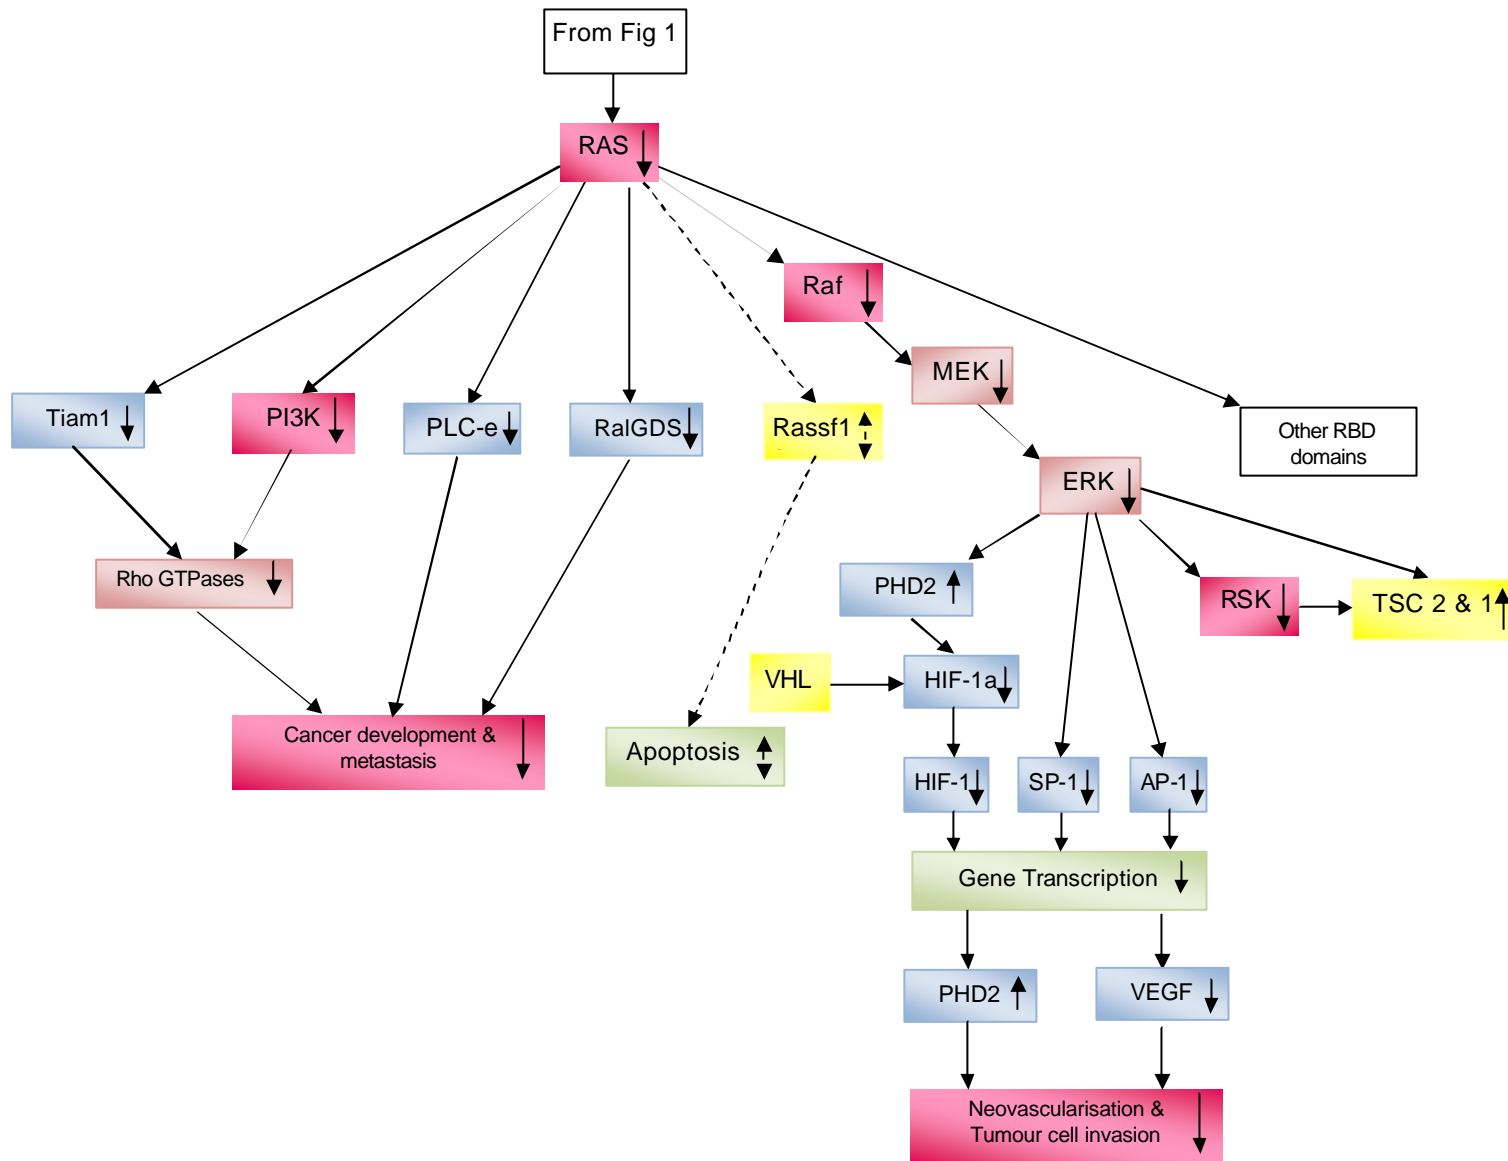 From Fig 1
RAS
Raf
MEK
Tiam1
PI3K
PLC-e
RalGDS
Rassf1
Other RBD
domains
ERK
Rho GTPases
PHD2
RSK
TSC 2 & 1
VHL
HIF-1a
Cancer development &
metastasis
Apoptosis
HIF-1
SP-1
AP-1
Gene Transcription
PHD2
VEGF
Neovascularisation &
Tumour cell invasion